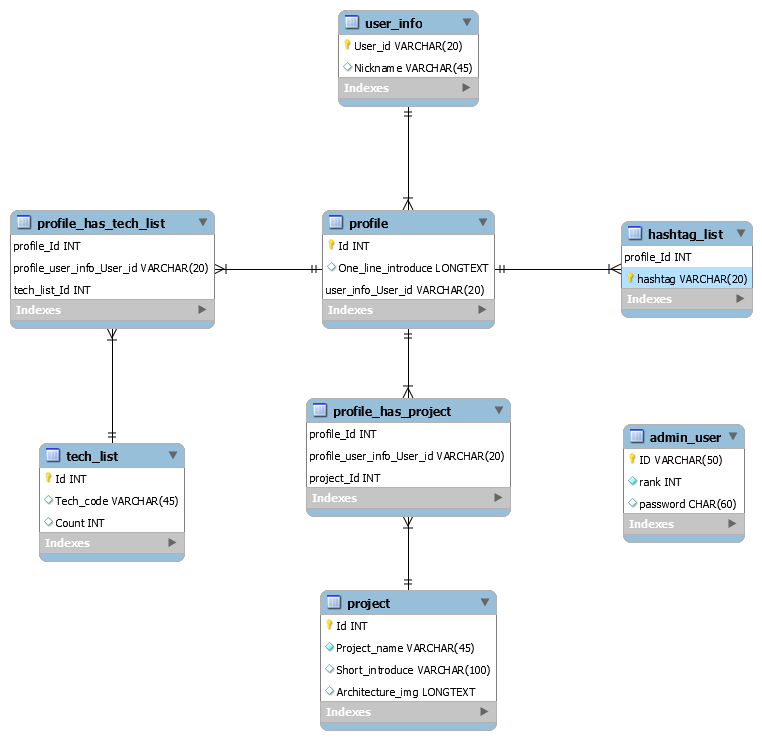 user_info
User_id VARCHAR(20)
Nickname VARCHAR(45)
Indexes
profile_has_tech_list
profile_Id INT
profile_user_info_User_id VARCHAR(20)
tech_list_Id INT
Indexes
profile
Id INT
One_line_introduce LONGTEXT
user_info_User_id VARCHAR(20)
Indexes
hashtag_list
profile_Id INT
hashtag VARCHAR(20)
Indexes
profile_has_project
profile_Id INT
profile_user_info_User_id VARCHAR(20)
project_Id INT
Indexes
tech_list
Id INT
Tech_code VARCHAR(45)
Count INT
Indexes
admin_user
ID VARCHAR(50)
rank INT
password CHAR(60)
Indexes
project
Id INT
Project_name VARCHAR(45)
Short_introduce VARCHAR(100)
Architecture_img LONGTEXT
Indexes